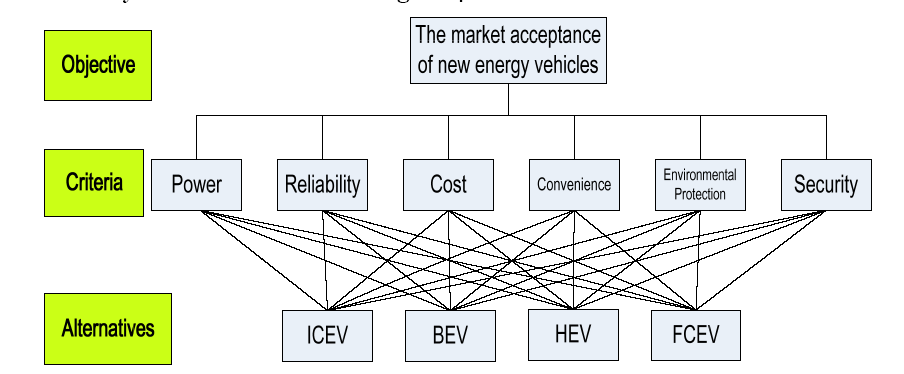 The market acceptance
of new energy vehicles
Objective
Criteria
Power
Reliability
Cost
Convenience
Environmental
Protection
Security
Alternatives
ICEV
BEV
HEV
FCEV